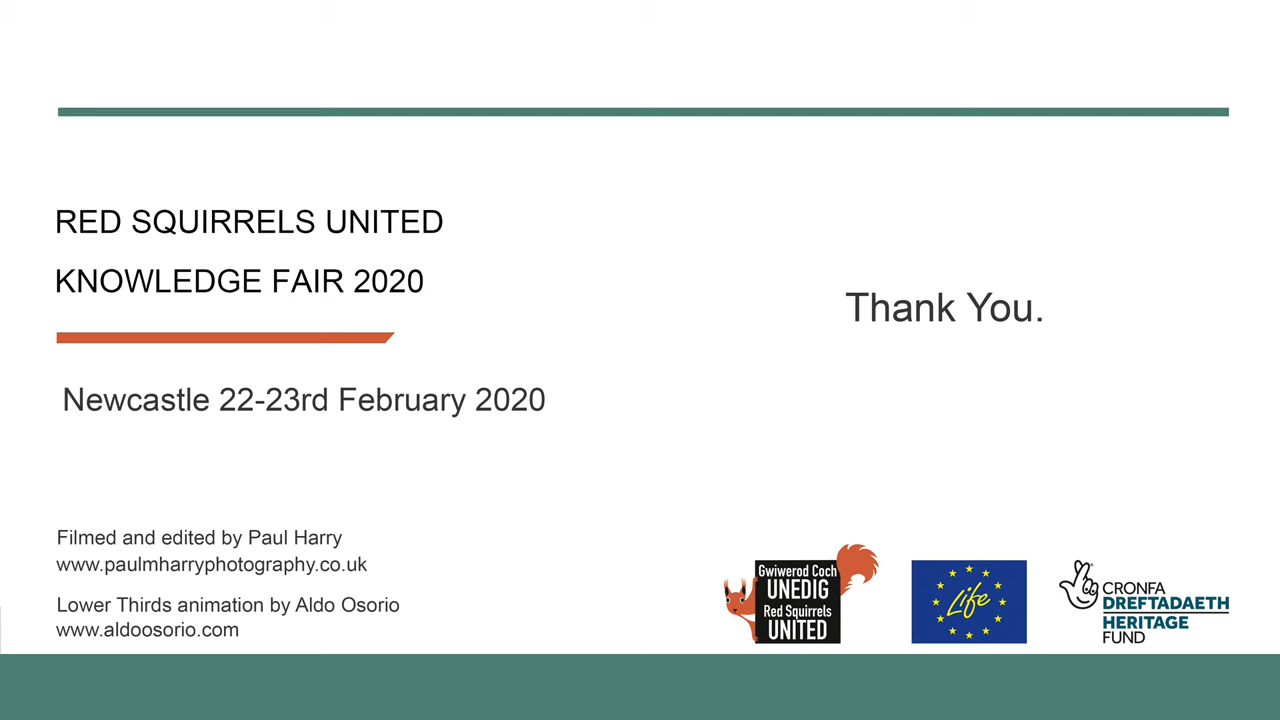 RED SQUIRRELS UNITED
KNOWLEDGE FAIR 2020
Newcastle 22-23rd February 2020
Thank You.
Filmed and edited by Paul Harry
www.paulmharryphotography.co.uk
Lower Thirds animation by Aldo Osorio
www.aldoosorio.com
Gwiwerod Coch
UNEDIG
Red Squirrels
UNITED
Life
CRONFA
DREFTADAETH
HERITAGE
FUND